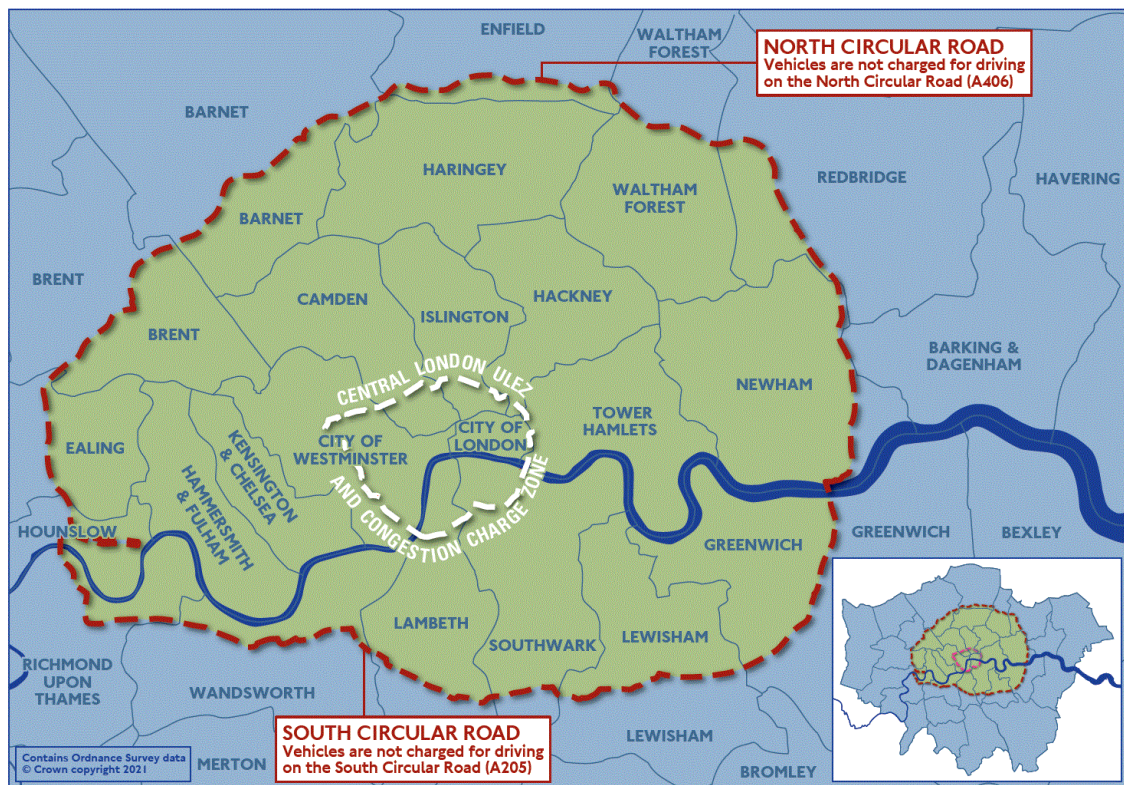 ENFIELD
WALTHAM
FOREST
NORTH CIRCULAR ROAD
Vehicles are not charged for driving
on the North Circular Road (A406)
BARNET
HARINGEY
WALTHAM
FOREST
REDBRIDGE
HAVERING
BARNET
BRENT
CAMDEN
HACKNEY
ISLINGTON
BRENT
BARKING &
DAGENHAM
CENTRAL LONDON ULEZ
AND CONGESTION CHARGE ZONE
NEWHAM
EALING
KENSINGTON
& CHELSEA
HAMMERSMITH
& FULHAM
CITY OF
WESTMINSTER
CITY OF
LONDON
TOWER
HAMLETS
HOUNSLOW
GREENWICH
GREENWICH
BEXLEY
LAMBETH
SOUTHWARK
LEWISHAM
RICHMOND
UPON
THAMES
WANDSWORTH
SOUTH CIRCULAR ROAD
Vehicles are not charged for driving
on the South Circular Road (A205)
LEWISHAM
MERTON
BROMLEY
Contains Ordnance Survey data
© Crown copyright 2021